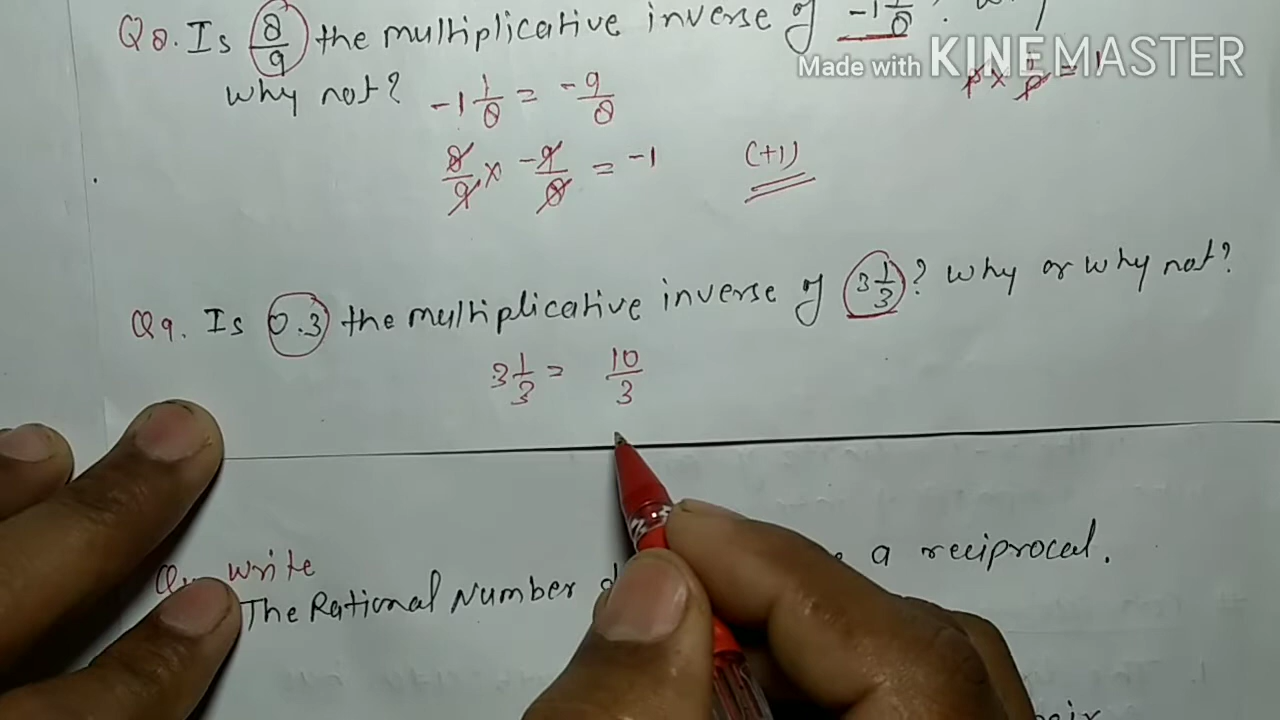 Q8. Is 8/9 the multiplicative inverse of -1 1/8?
why not? -1 1/8 = -9/8
Made with KINEMASTER
p x 1/p = 1
8/9 x -9/8 = -1 (+1)
Q9. Is 0.3 the multiplicative inverse of 3 1/3? why or why not?
3 1/3 = 10/3
write
The Rational Number a reciprocal.